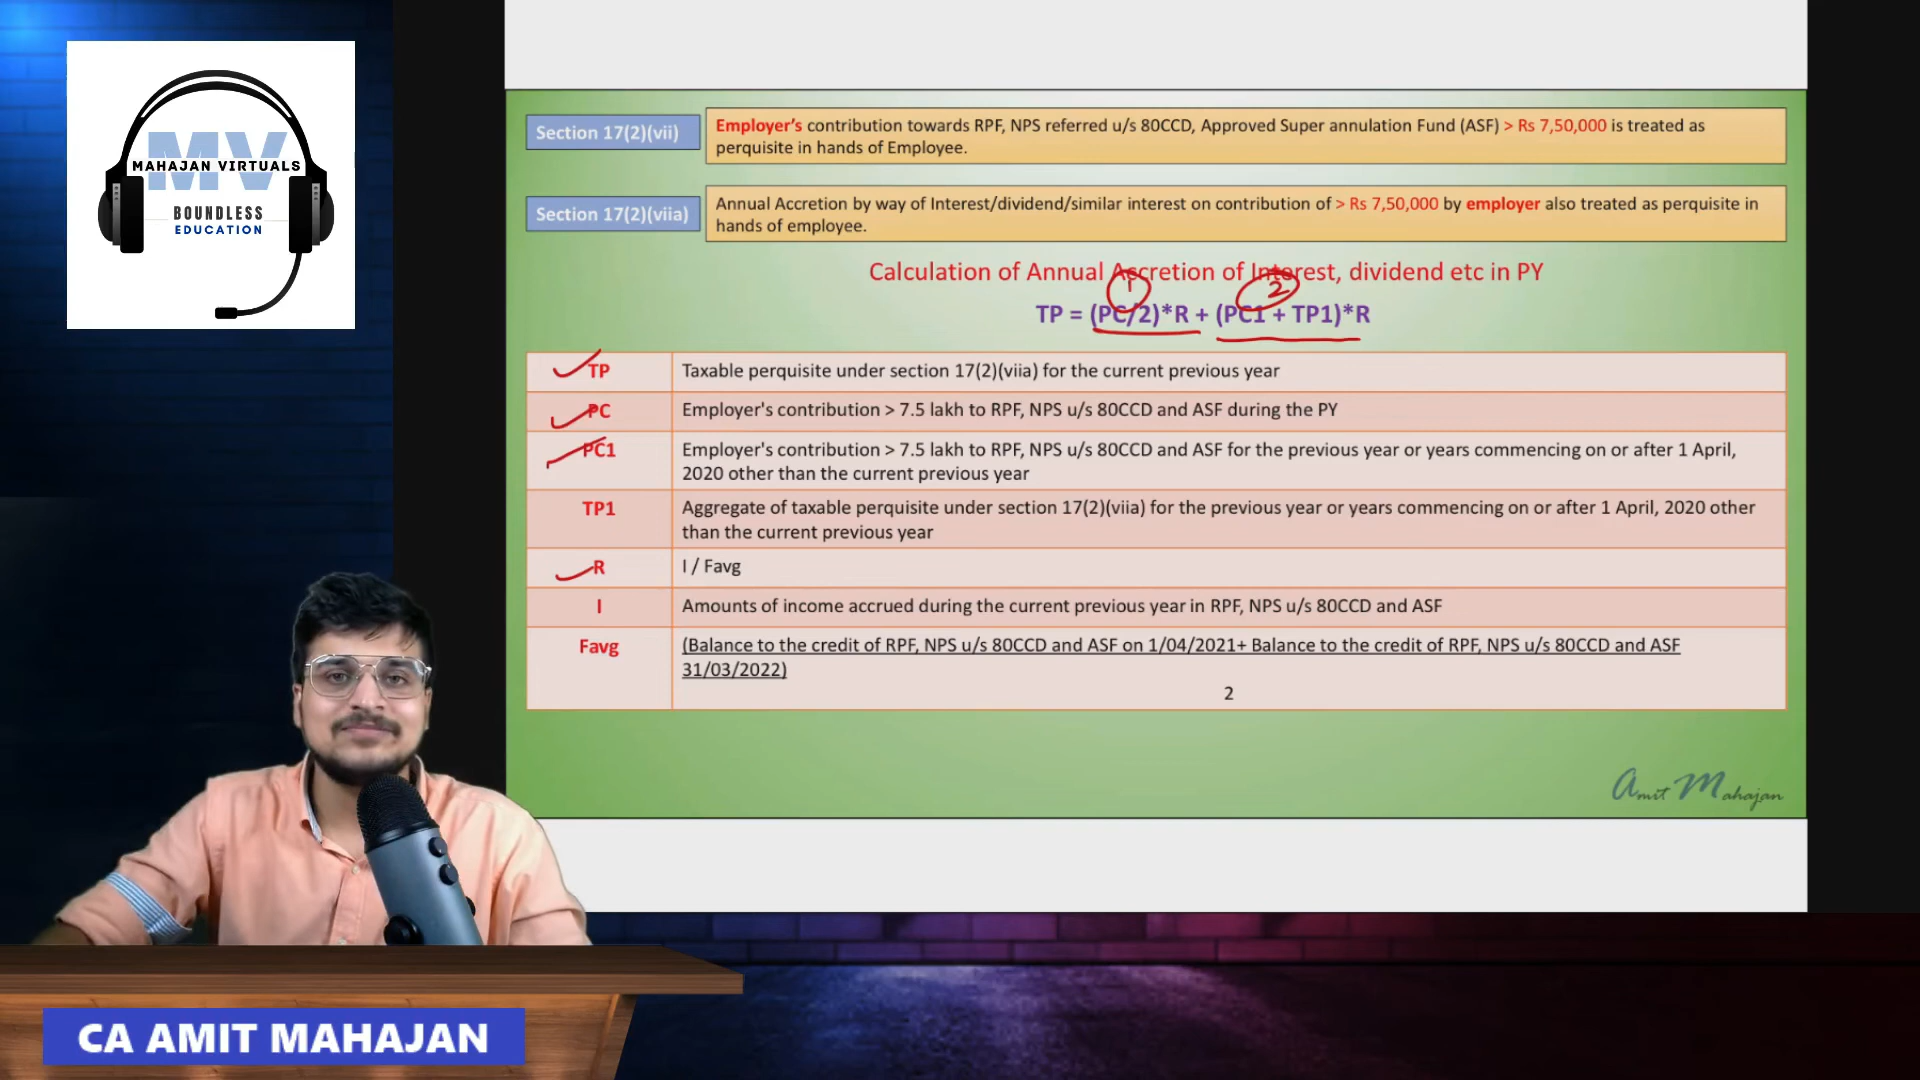 MV
MAHAJAN VIRTUALS
BOUNDLESS
EDUCATION
Section 17(2)(vii)
Employer's contribution towards RPF, NPS referred u/s 80CCD, Approved Super annulation Fund (ASF) > Rs 7,50,000 is treated as
perquisite in hands of Employee.
Section 17(2)(viia)
Annual Accretion by way of Interest/dividend/similar interest on contribution of > Rs 7,50,000 by employer also treated as perquisite in
hands of employee.
Calculation of Annual Accretion of Interest, dividend etc in PY
1 2
TP = (PC/2)*R + (PC1 + TP1)*R
TP Taxable perquisite under section 17(2)(viia) for the current previous year
PC Employer's contribution > 7.5 lakh to RPF, NPS u/s 80CCD and ASF during the PY
PC1 Employer's contribution > 7.5 lakh to RPF, NPS u/s 80CCD and ASF for the previous year or years commencing on or after 1 April,
2020 other than the current previous year
TP1 Aggregate of taxable perquisite under section 17(2)(viia) for the previous year or years commencing on or after 1 April, 2020 other
than the current previous year
R I / Favg
I Amounts of income accrued during the current previous year in RPF, NPS u/s 80CCD and ASF
Favg (Balance to the credit of RPF, NPS u/s 80CCD and ASF on 1/04/2021+ Balance to the credit of RPF, NPS u/s 80CCD and ASF
31/03/2022)
2
Amit Mahajan
CA AMIT MAHAJAN